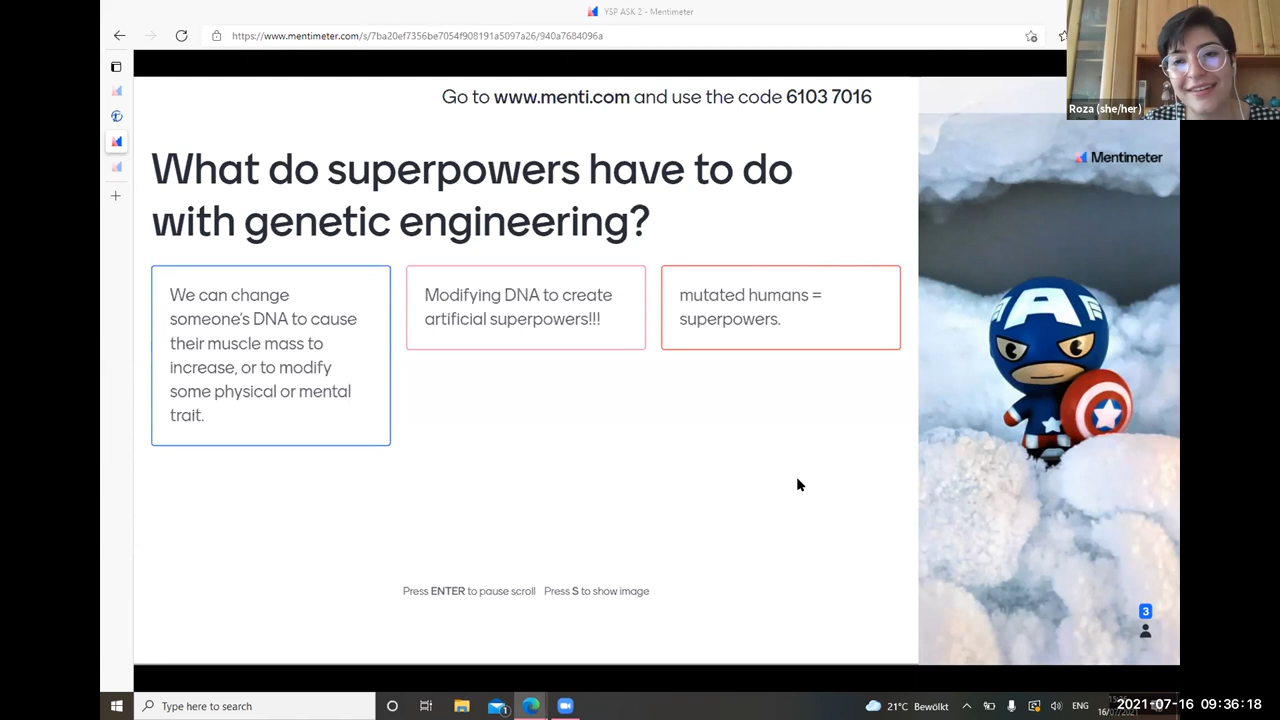 YSP ASK 2 - Mentimeter
https://www.mentimeter.com/s/7ba20ef7356be7054f908191a5097a26/940a7684096a
Roza (she/her)
Go to www.menti.com and use the code 6103 7016
Mentimeter
What do superpowers have to do
with genetic engineering?
We can change
someone's DNA to cause
their muscle mass to
increase, or to modify
some physical or mental
trait.
Modifying DNA to create
artificial superpowers!!!
mutated humans =
superpowers.
A
Press ENTER to pause scroll Press S to show image
3
Type here to search
1
21°C Bewölkt
ENG
2021-07-16 09:36:18